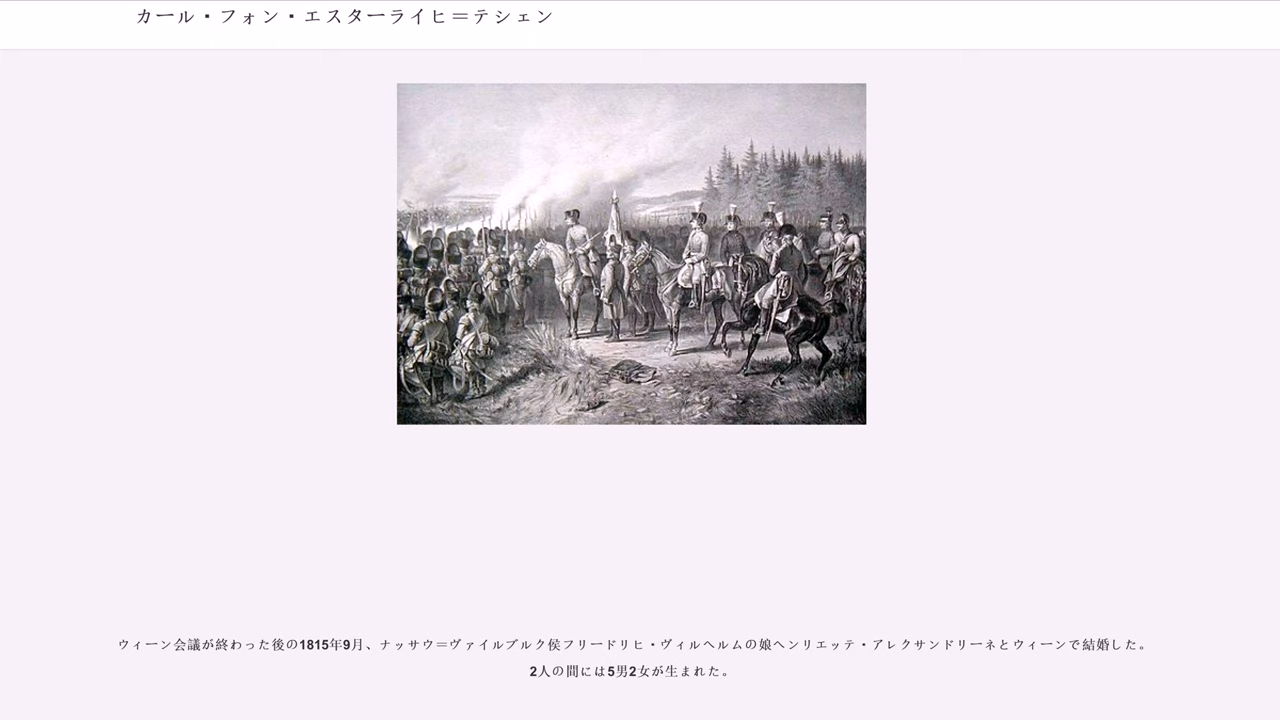 カール・フォン・エスターライヒ＝テシェン
ウィーン会議が終わった後の1815年9月、ナッサウ＝ヴァイルブルク侯フリードリヒ・ヴィルヘルムの娘ヘンリエッテ・アレクサンドリーネとウィーンで結婚した。
2人の間には5男2女が生まれた。